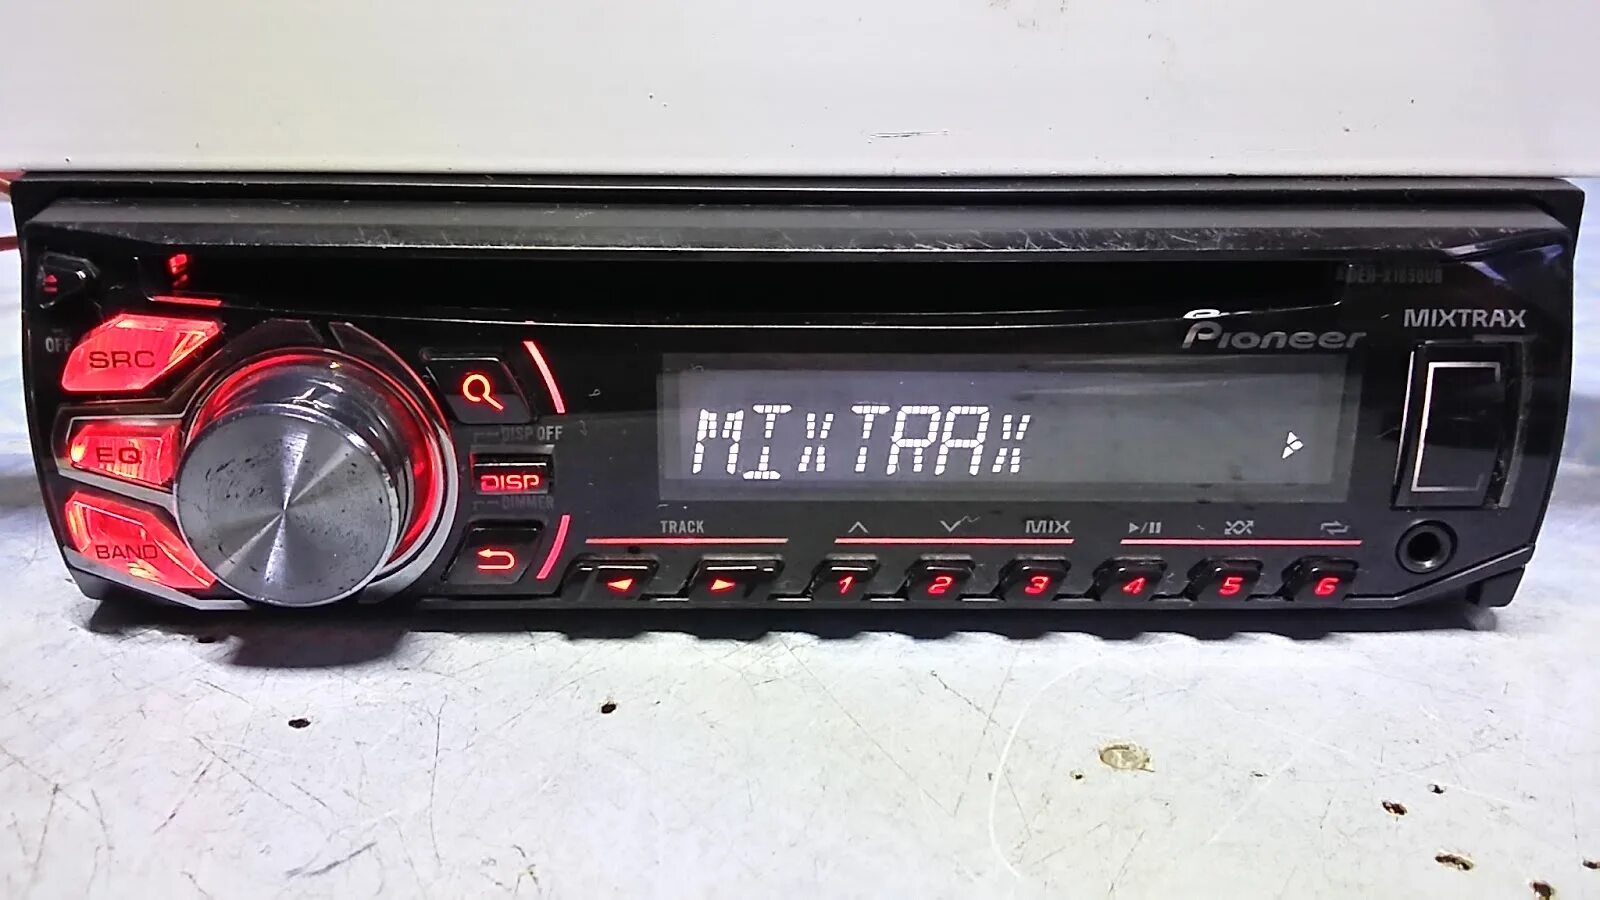 MIXTRAX
Pioneer
OFF
SRC
EQ
BAND
DISP OFF
DISP
DIMMER
MIXTRAX
TRACK
MIX
1 2 3 4 5 6